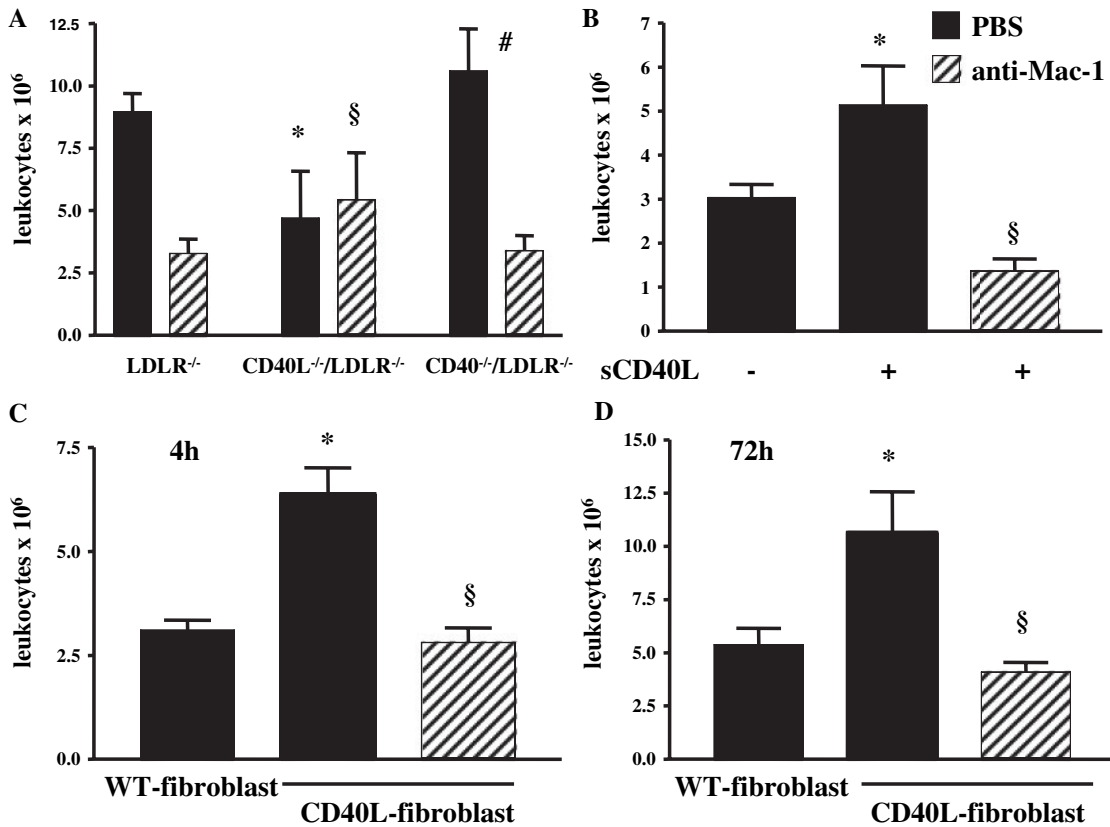 A
leukocytes x 10⁶
12.5
10.0
7.5
5.0
2.5
0.0
*
§
#
LDLR⁻/⁻
CD40L⁻/⁻/LDLR⁻/⁻
CD40⁻/⁻/LDLR⁻/⁻
B
leukocytes x 10⁶
7
6
5
4
3
2
1
0
*
§
PBS
anti-Mac-1
sCD40L - + +
C
leukocytes x 10⁶
7.5
5.0
2.5
0.0
4h
*
§
WT-fibroblast
CD40L-fibroblast
D
leukocytes x 10⁶
15.0
12.5
10.0
7.5
5.0
2.5
0.0
72h
*
§
WT-fibroblast
CD40L-fibroblast